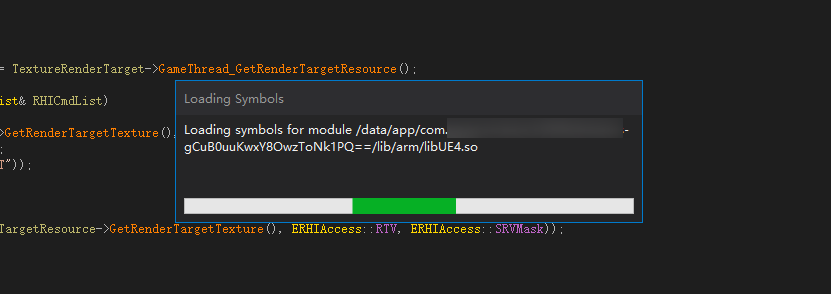 = TextureRenderTarget->GameThread_GetRenderTargetResource();
ist& RHICmdList)
Loading Symbols
>GetRenderTargetTexture(),
Loading symbols for module /data/app/com.
;
gCuB0uuKwxY8OwzToNk1PQ==/lib/arm/libUE4.so
T"));
TargetResource->GetRenderTargetTexture(), ERHIAccess::RTV, ERHIAccess::SRVMask));